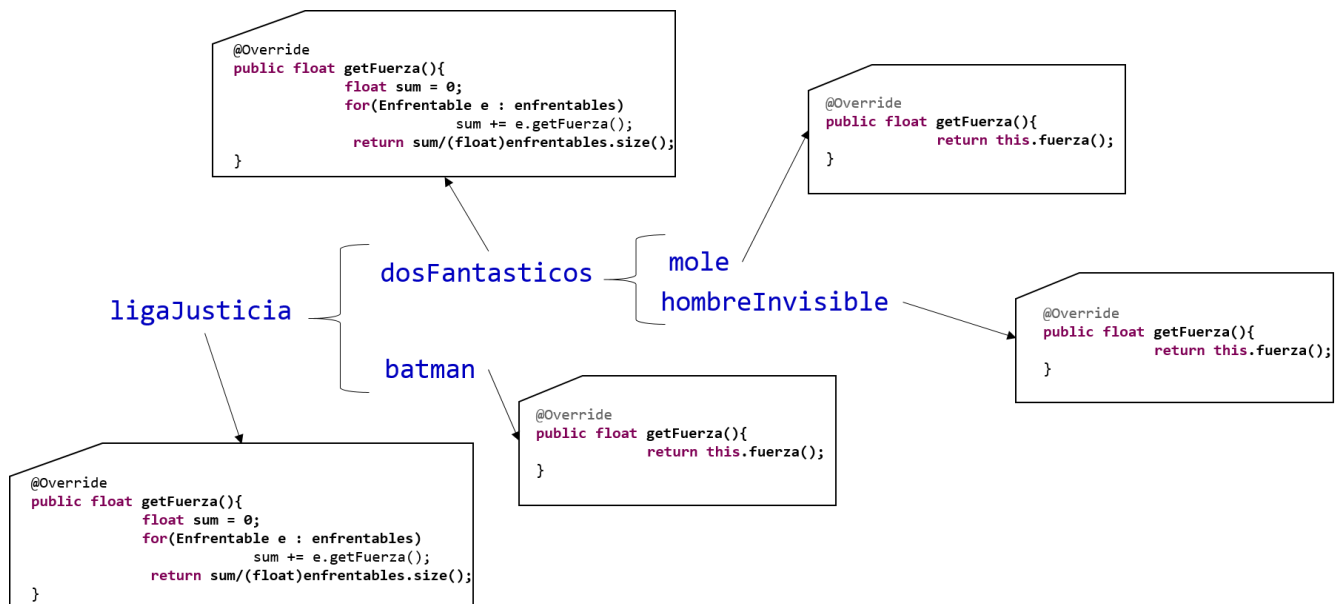 @Override
public float getFuerza(){
float sum = 0;
for(Enfrentable e : enfrentables)
sum += e.getFuerza();
return sum/(float)enfrentables.size();
}
@Override
public float getFuerza(){
return this.fuerza();
}
dosFantasticos
mole
hombreInvisible
ligaJusticia
batman
@Override
public float getFuerza(){
return this.fuerza();
}
@Override
public float getFuerza(){
return this.fuerza();
}
@Override
public float getFuerza(){
float sum = 0;
for(Enfrentable e : enfrentables)
sum += e.getFuerza();
return sum/(float)enfrentables.size();
}